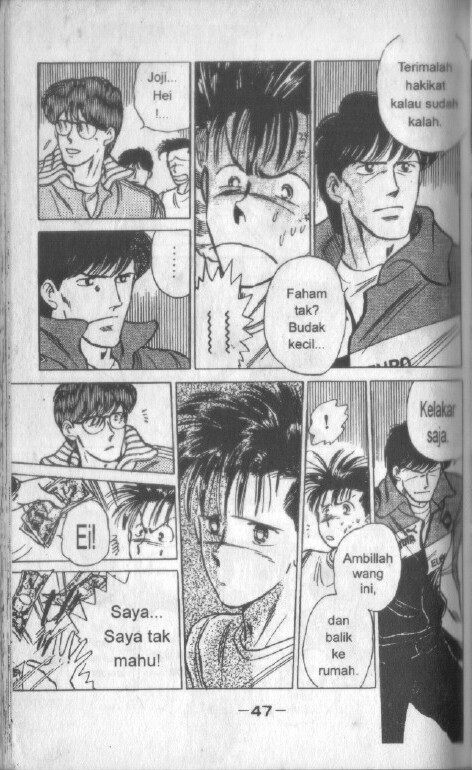 Terimalah
hakikat
kalau sudah
kalah.
Faham
tak?
Budak
kecil...
Joji...
Hei
!...
......
Kelakar
saja.
!
Ambillah
wang
ini,
dan
balik
ke
rumah.
Ei!
Saya...
Saya tak
mahu!
–47–